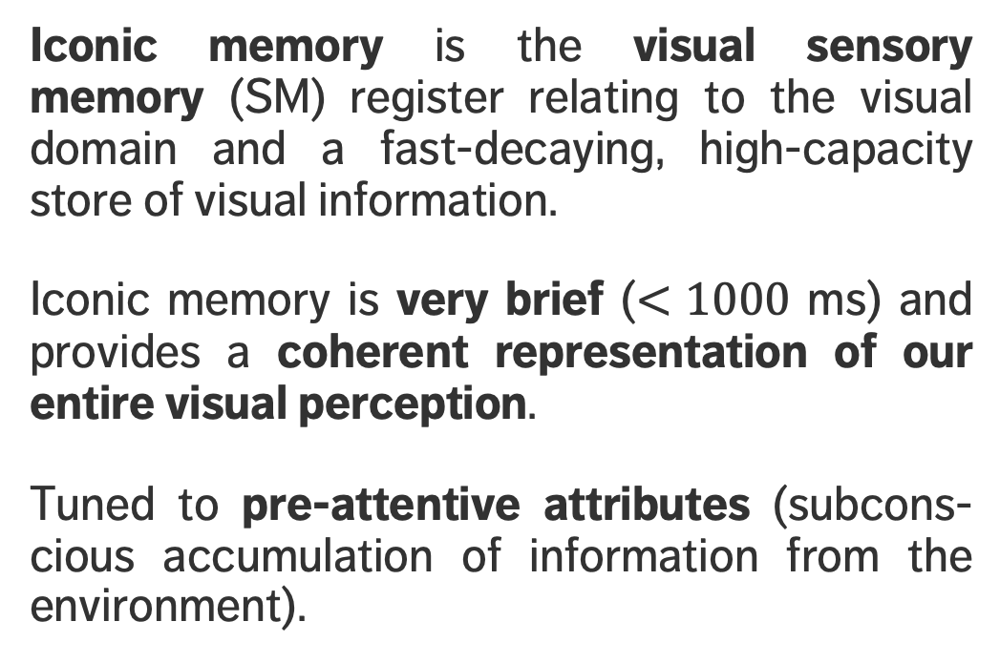 Iconic memory is the visual sensory
memory (SM) register relating to the visual
domain and a fast-decaying, high-capacity
store of visual information.
Iconic memory is very brief (< 1000 ms) and
provides a coherent representation of our
entire visual perception.
Tuned to pre-attentive attributes (subcons-
cious accumulation of information from the
environment).